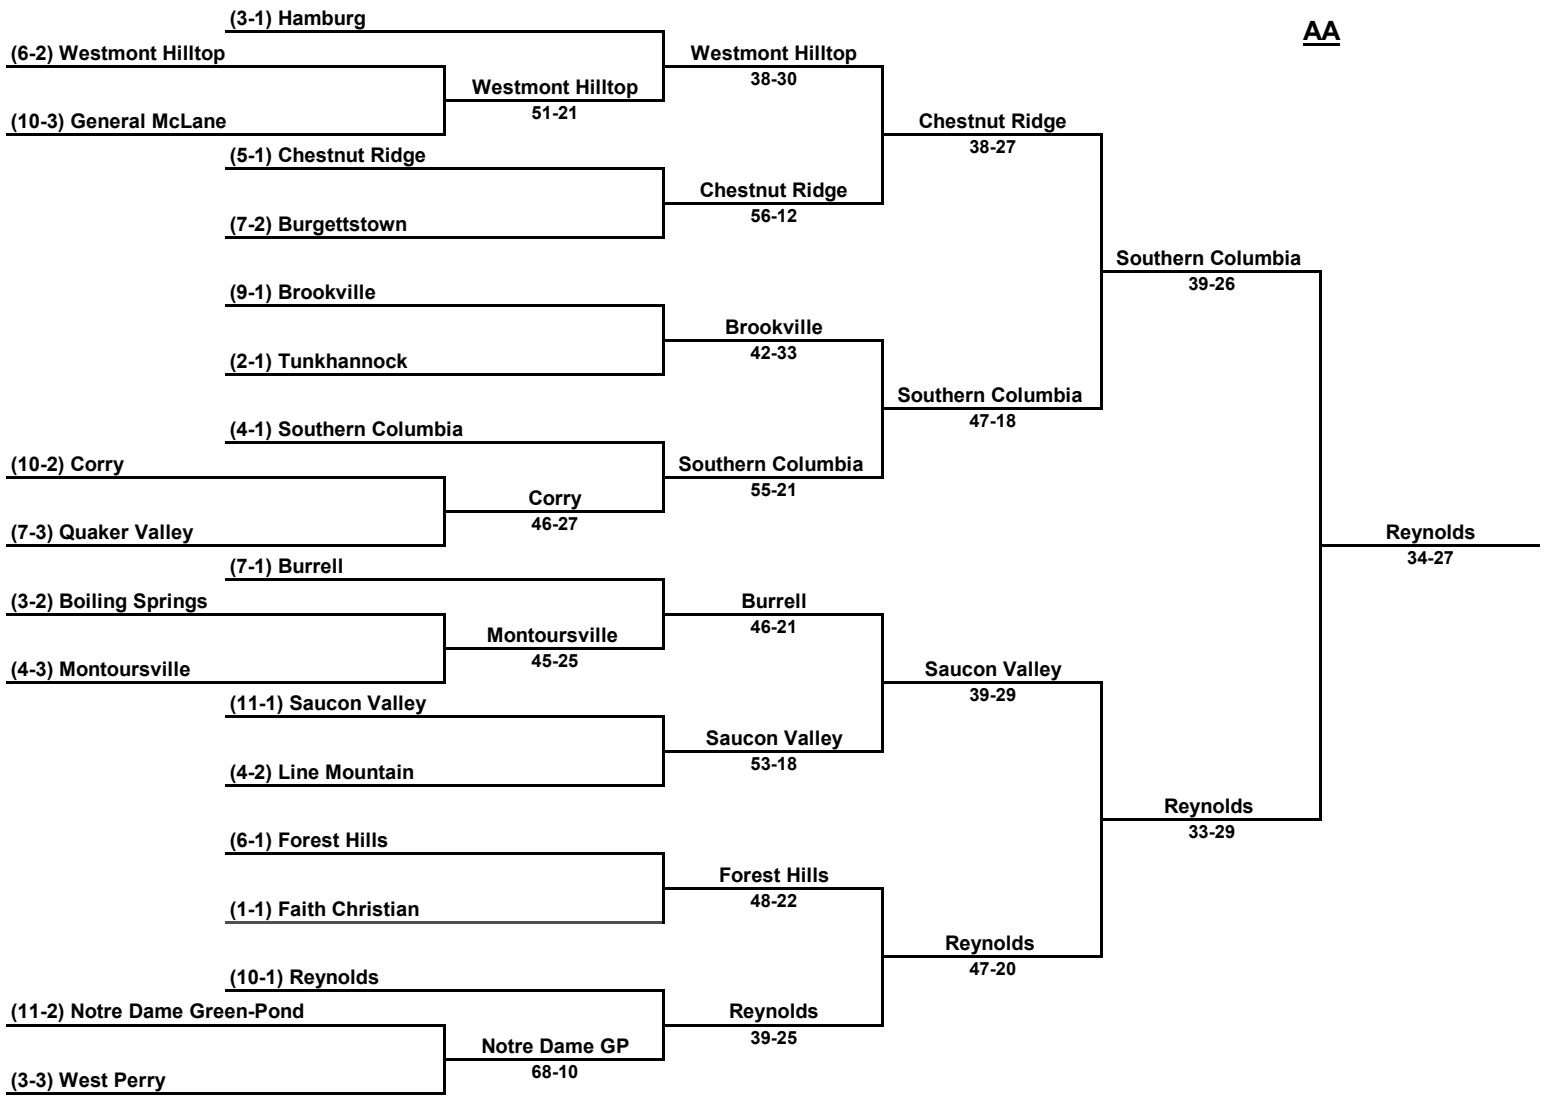 (3-1) Hamburg
AA
(6-2) Westmont Hilltop
Westmont Hilltop
38-30
Westmont Hilltop
51-21
(10-3) General McLane
Chestnut Ridge
38-27
(5-1) Chestnut Ridge
Chestnut Ridge
56-12
(7-2) Burgettstown
Southern Columbia
39-26
(9-1) Brookville
Brookville
42-33
(2-1) Tunkhannock
Southern Columbia
47-18
(4-1) Southern Columbia
(10-2) Corry
Southern Columbia
55-21
Corry
46-27
(7-3) Quaker Valley
Reynolds
34-27
(7-1) Burrell
(3-2) Boiling Springs
Burrell
46-21
Montoursville
45-25
(4-3) Montoursville
Saucon Valley
39-29
(11-1) Saucon Valley
Saucon Valley
53-18
(4-2) Line Mountain
Reynolds
33-29
(6-1) Forest Hills
Forest Hills
48-22
(1-1) Faith Christian
Reynolds
47-20
(10-1) Reynolds
(11-2) Notre Dame Green-Pond
Reynolds
39-25
Notre Dame GP
68-10
(3-3) West Perry